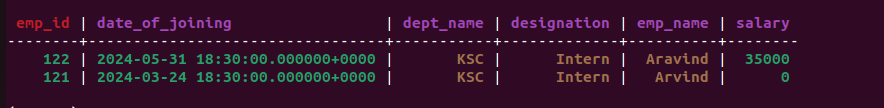 emp_id | date_of_joining | dept_name | designation | emp_name | salary
--------+---------------------------------+-----------+-------------+----------+--------
122 | 2024-05-31 18:30:00.000000+0000 | KSC | Intern | Aravind | 35000
121 | 2024-03-24 18:30:00.000000+0000 | KSC | Intern | Arvind | 0